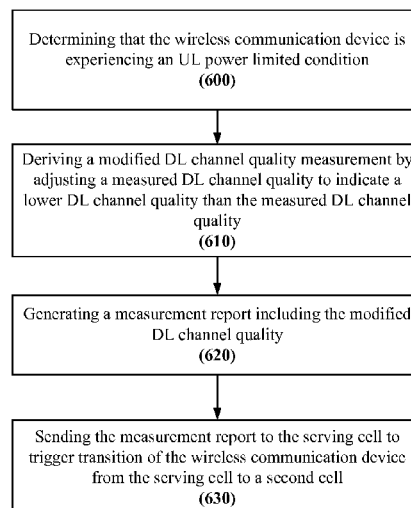 Determining that the wireless communication device is
experiencing an UL power limited condition
(600)
Deriving a modified DL channel quality measurement by
adjusting a measured DL channel quality to indicate a
lower DL channel quality than the measured DL channel
quality
(610)
Generating a measurement report including the modified
DL channel quality
(620)
Sending the measurement report to the serving cell to
trigger transition of the wireless communication device
from the serving cell to a second cell
(630)